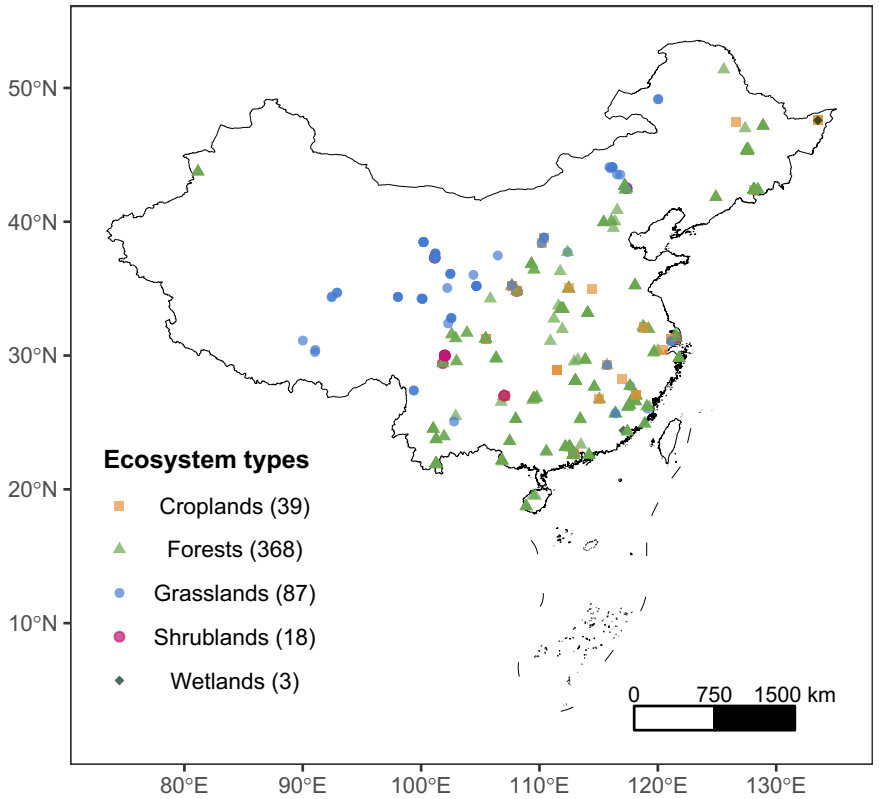 50°N
40°N
30°N
20°N
10°N
Ecosystem types
Croplands (39)
Forests (368)
Grasslands (87)
Shrublands (18)
Wetlands (3)
0 750 1500 km
80°E 90°E 100°E 110°E 120°E 130°E